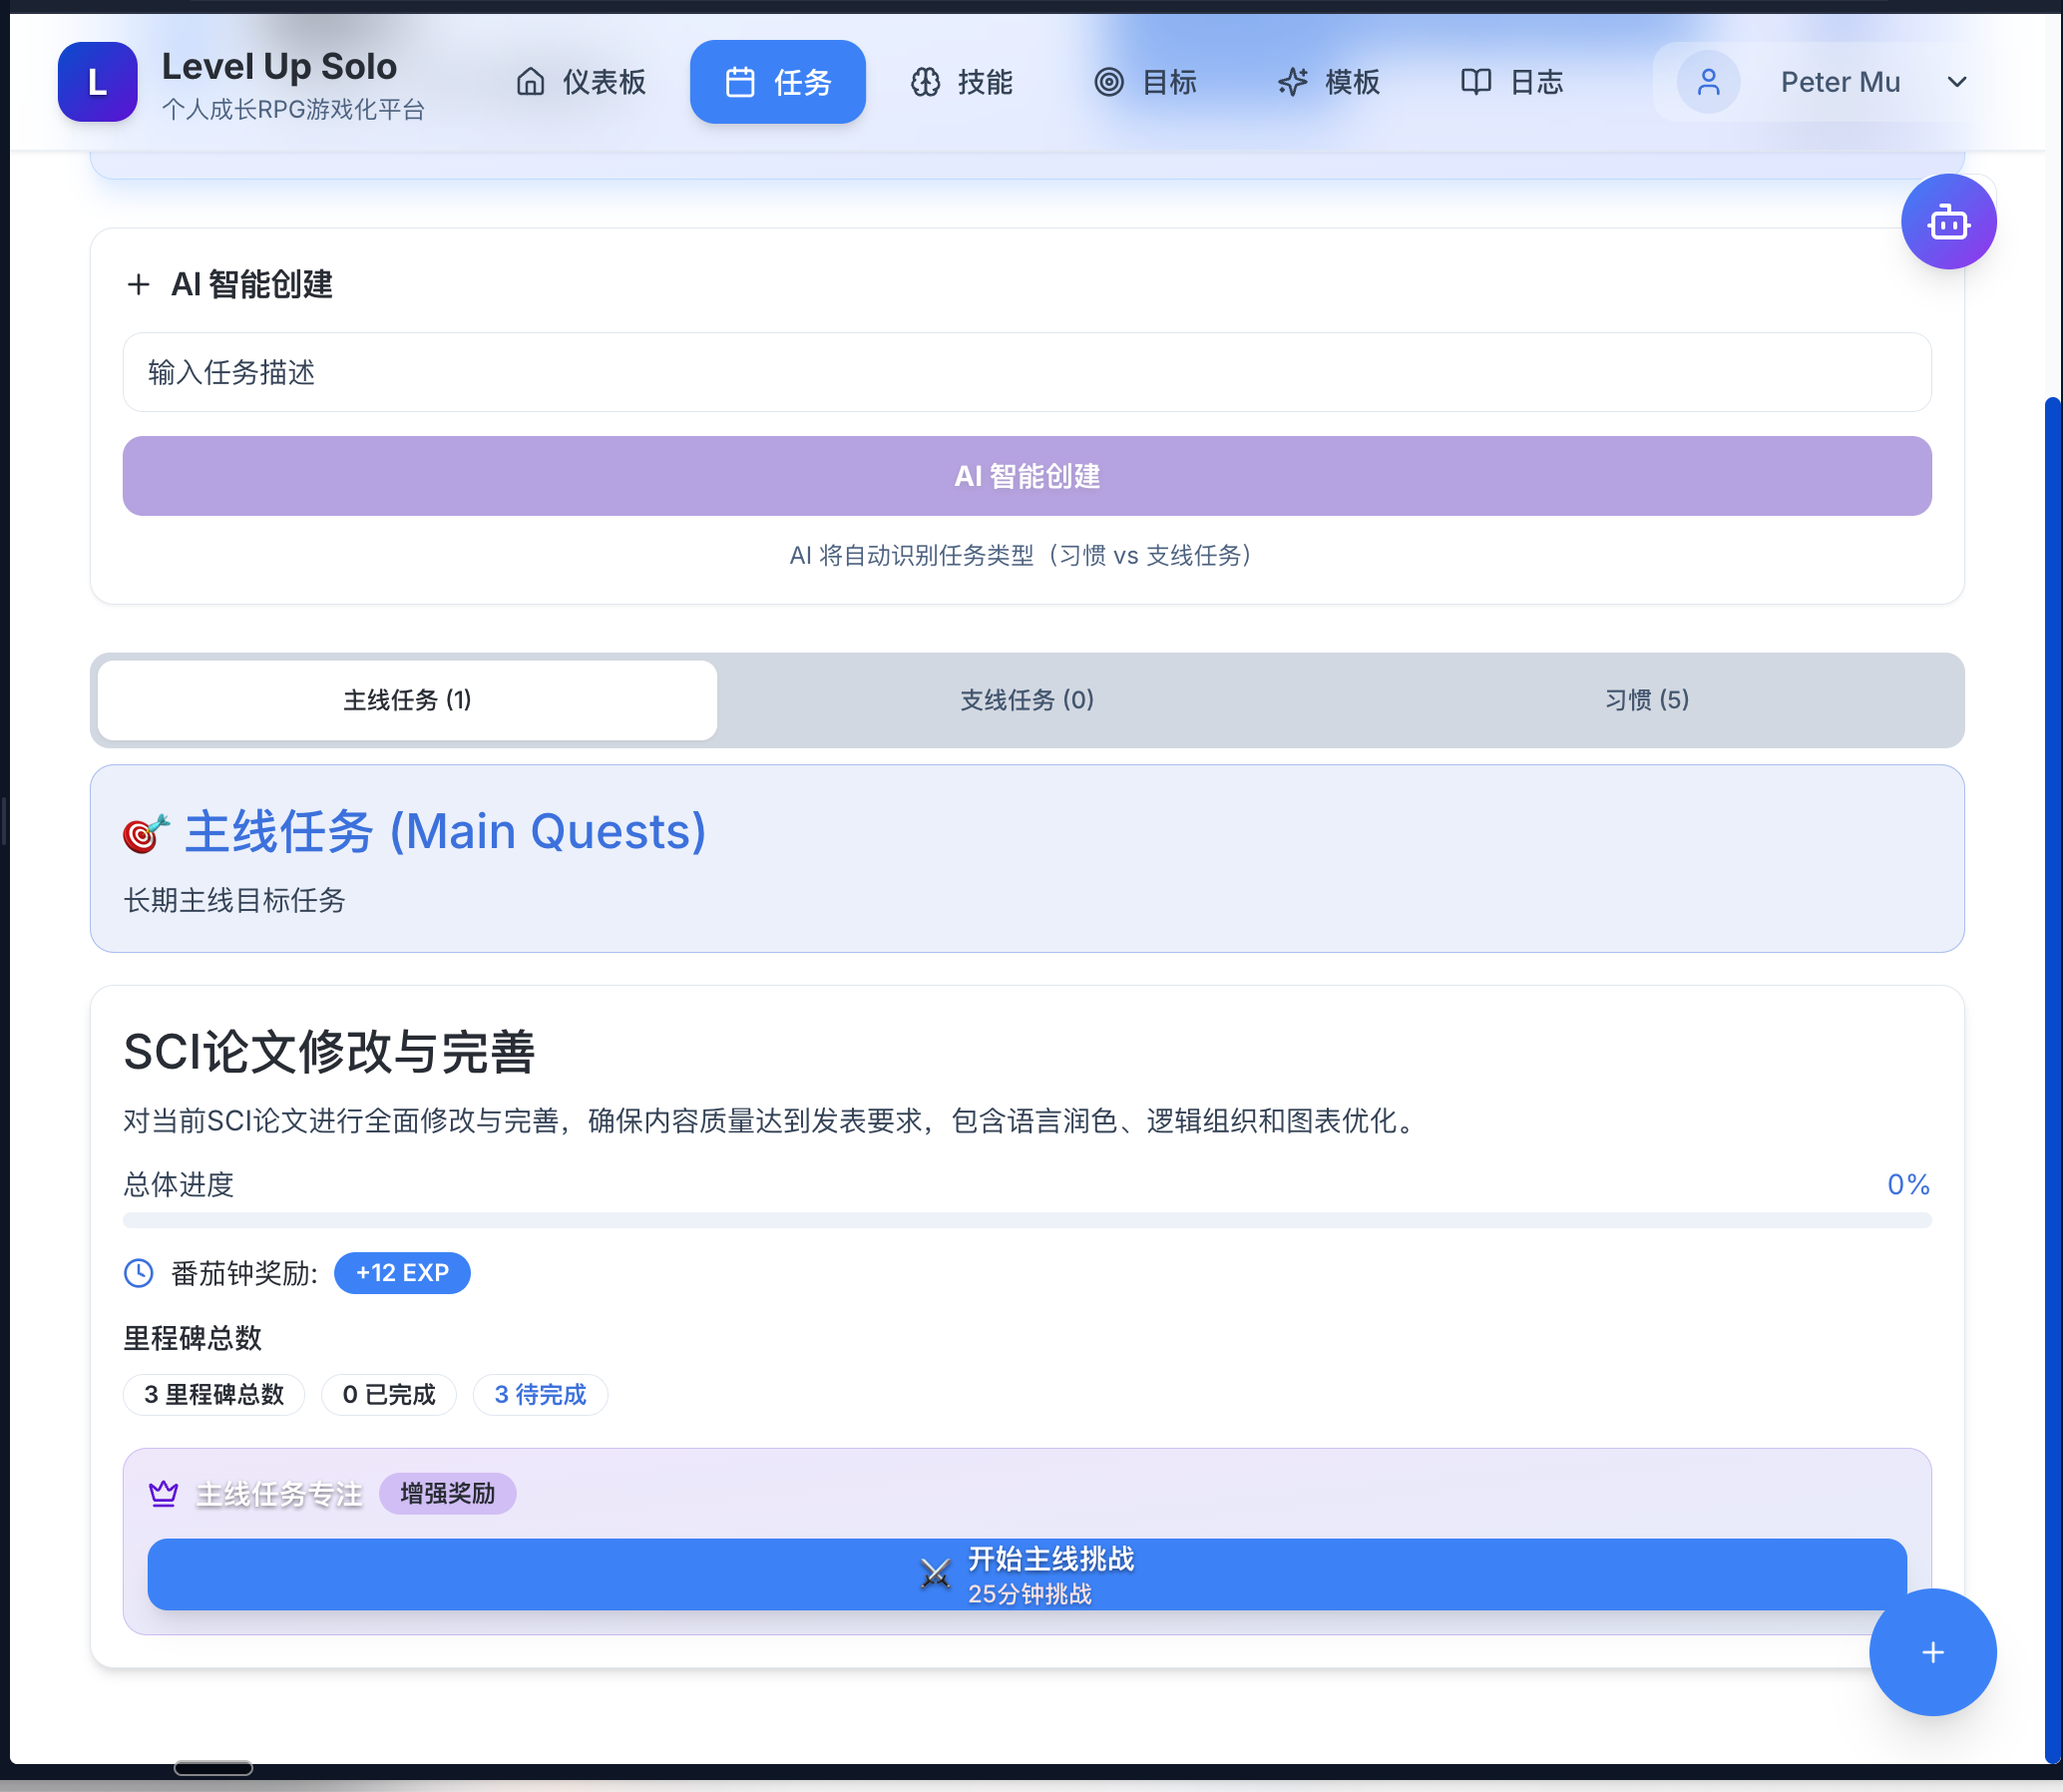 L
Level Up Solo
个人成长RPG游戏化平台
仪表板
任务
技能
目标
模板
日志
Peter Mu
AI 智能创建
输入任务描述
AI 智能创建
AI 将自动识别任务类型（习惯 vs 支线任务）
主线任务 (1)
支线任务 (0)
习惯 (5)
主线任务 (Main Quests)
长期主线目标任务
SCI论文修改与完善
对当前SCI论文进行全面修改与完善，确保内容质量达到发表要求，包含语言润色、逻辑组织和图表优化。
总体进度
0%
番茄钟奖励:
+12 EXP
里程碑总数
3 里程碑总数
0 已完成
3 待完成
主线任务专注
增强奖励
开始主线挑战
25分钟挑战